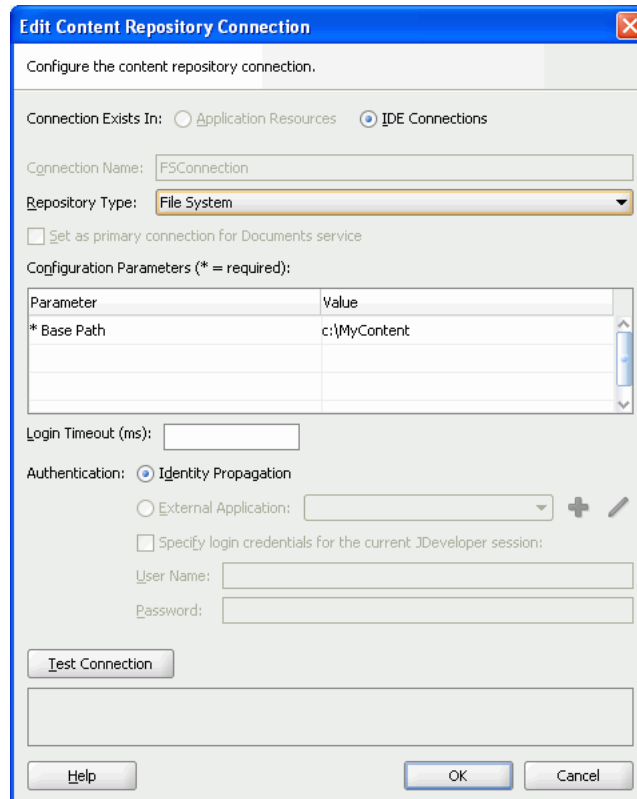 Edit Content Repository Connection
Configure the content repository connection.
Connection Exists In: Application Resources IDE Connections
Connection Name: FSConnection
Repository Type: File System
Set as primary connection for Documents service
Configuration Parameters (* = required):
Parameter Value
* Base Path c:\MyContent
Login Timeout (ms):
Authentication: Identity Propagation
External Application:
Specify login credentials for the current JDeveloper session:
User Name:
Password:
Test Connection
Help OK Cancel